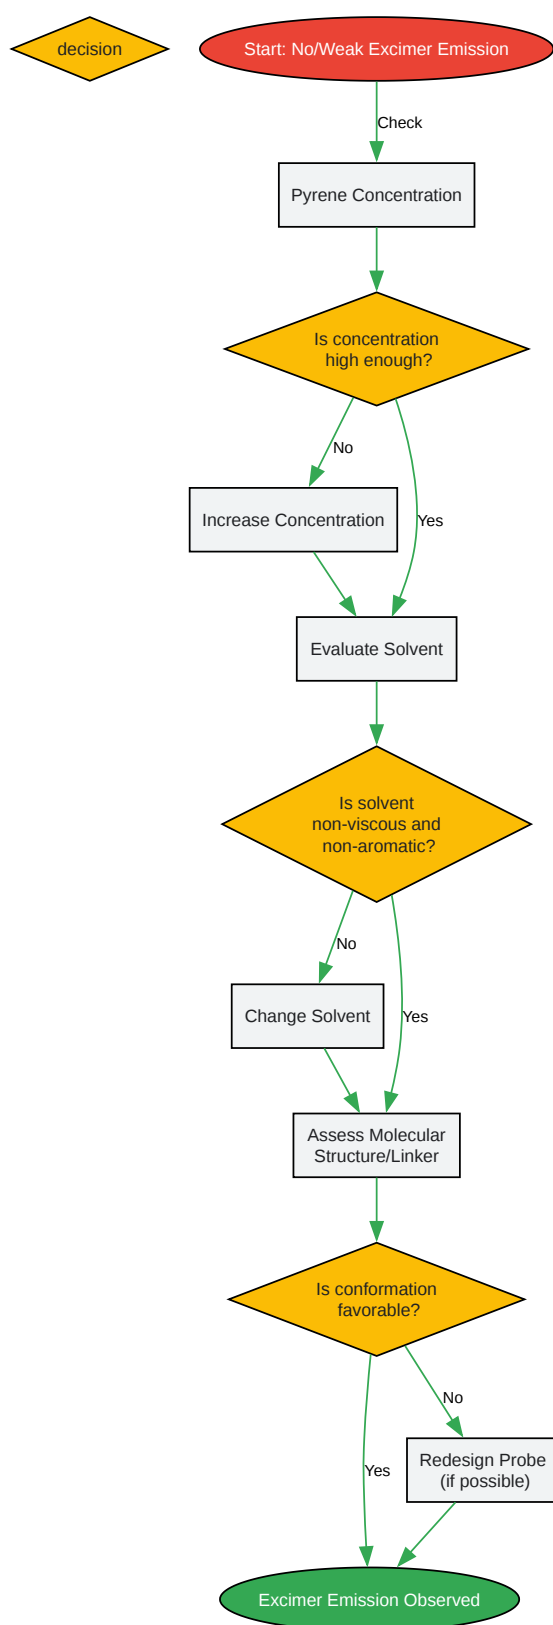 decision
Start: No/Weak Excimer Emission
Check
Pyrene Concentration
Is concentration
high enough?
No
Increase Concentration
Yes
Evaluate Solvent
Is solvent
non-viscous and
non-aromatic?
No
Change Solvent
Yes
Assess Molecular
Structure/Linker
Is conformation
favorable?
No
Redesign Probe
(if possible)
Yes
Excimer Emission Observed